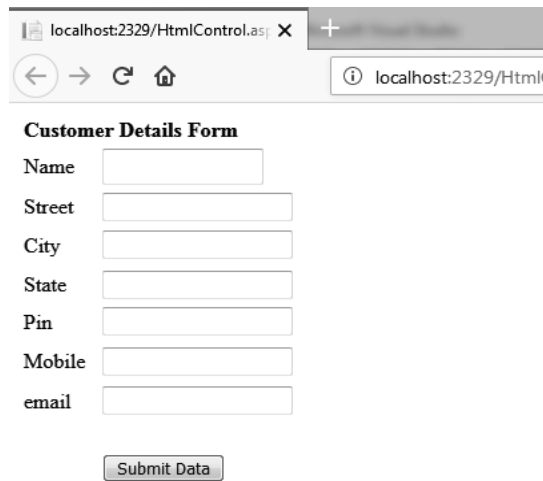 localhost:2329/HtmlControl.asp
localhost:2329/Html
Customer Details Form
Name
Street
City
State
Pin
Mobile
email
Submit Data